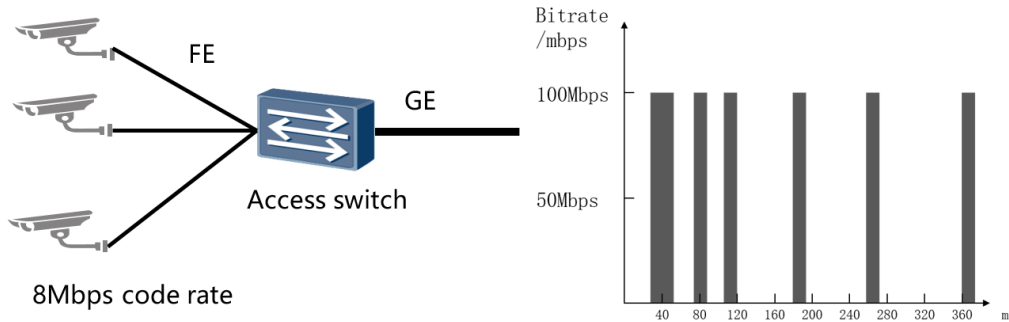 FE
GE
Access switch
8Mbps code rate
Bitrate
/mbps
100Mbps
50Mbps
40 80 120 160 200 240 280 320 360 m